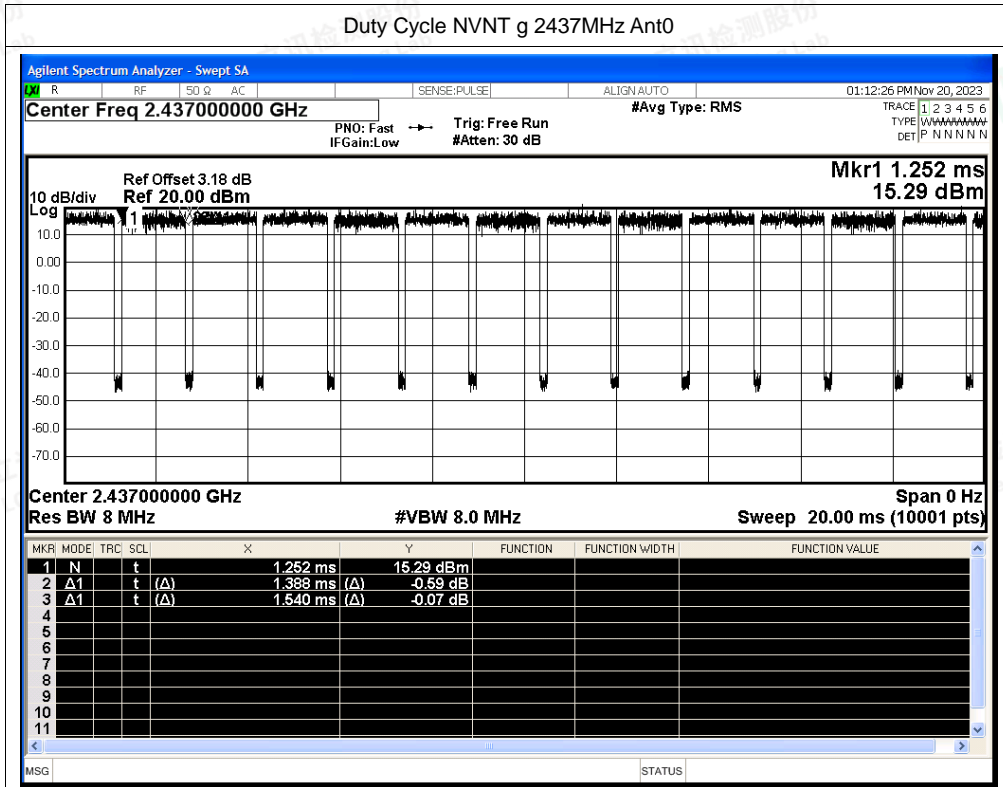 Duty Cycle NVNT g 2437MHz Ant0
Agilent Spectrum Analyzer - Swept SA
LXI R RF 50 Ω AC SENSE:PULSE ALIGN AUTO 01:12:26 PM Nov 20, 2023
Center Freq 2.437000000 GHz #Avg Type: RMS TRACE 1 2 3 4 5 6
PNO: Fast Trig: Free Run TYPE WWWWWW
IFGain:Low #Atten: 30 dB DET P N N N N N
Mkr1 1.252 ms
Ref Offset 3.18 dB
10 dB/div Ref 20.00 dBm 15.29 dBm
Log
1
10.0
0.00
-10.0
-20.0
-30.0
-40.0
-50.0
-60.0
-70.0
Center 2.437000000 GHz Span 0 Hz
Res BW 8 MHz #VBW 8.0 MHz Sweep 20.00 ms (10001 pts)
MKR MODE TRC SCL X Y FUNCTION FUNCTION WIDTH FUNCTION VALUE
1 N t 1.252 ms 15.29 dBm
2 Δ1 t (Δ) 1.388 ms (Δ) -0.59 dB
3 Δ1 t (Δ) 1.540 ms (Δ) -0.07 dB
4
5
6
7
8
9
10
11
MSG STATUS